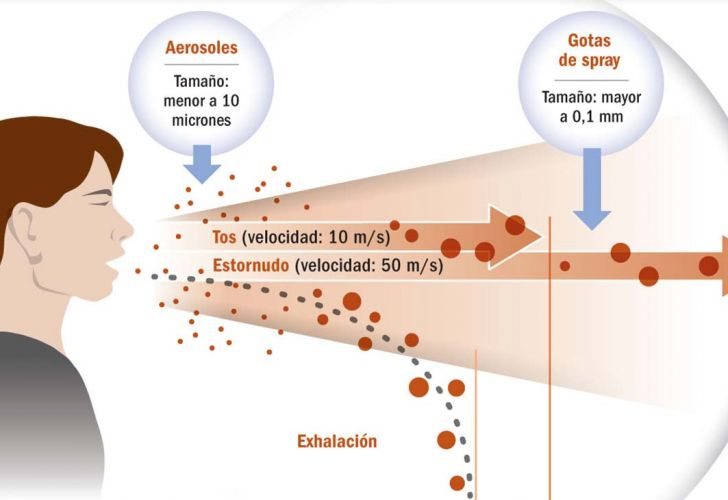 Aerosoles
Tamaño:
menor a 10
micrones
Gotas
de spray
Tamaño: mayor
a 0,1 mm
Tos (velocidad: 10 m/s)
Estornudo (velocidad: 50 m/s)
Exhalación